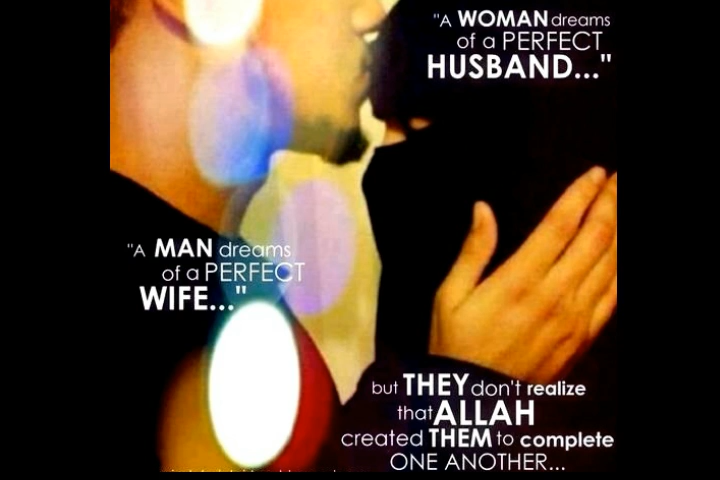 "A WOMAN dreams
of a PERFECT
HUSBAND..."
"A MAN dreams
of a PERFECT
WIFE..."
but THEY don't realize
that ALLAH
created THEM to complete
ONE ANOTHER...